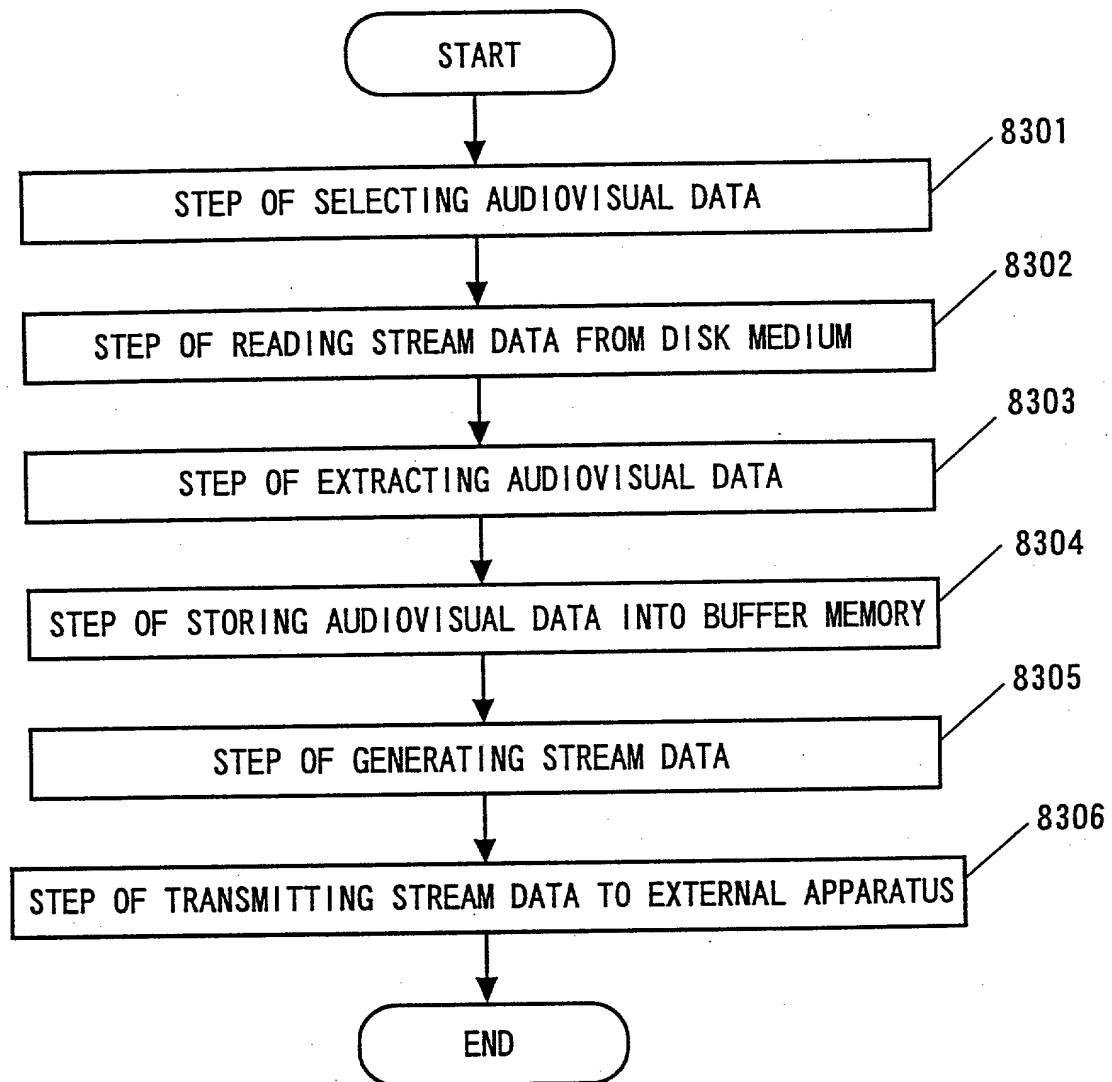 START
8301
STEP OF SELECTING AUDIOVISUAL DATA
8302
STEP OF READING STREAM DATA FROM DISK MEDIUM
8303
STEP OF EXTRACTING AUDIOVISUAL DATA
8304
STEP OF STORING AUDIOVISUAL DATA INTO BUFFER MEMORY
8305
STEP OF GENERATING STREAM DATA
8306
STEP OF TRANSMITTING STREAM DATA TO EXTERNAL APPARATUS
END